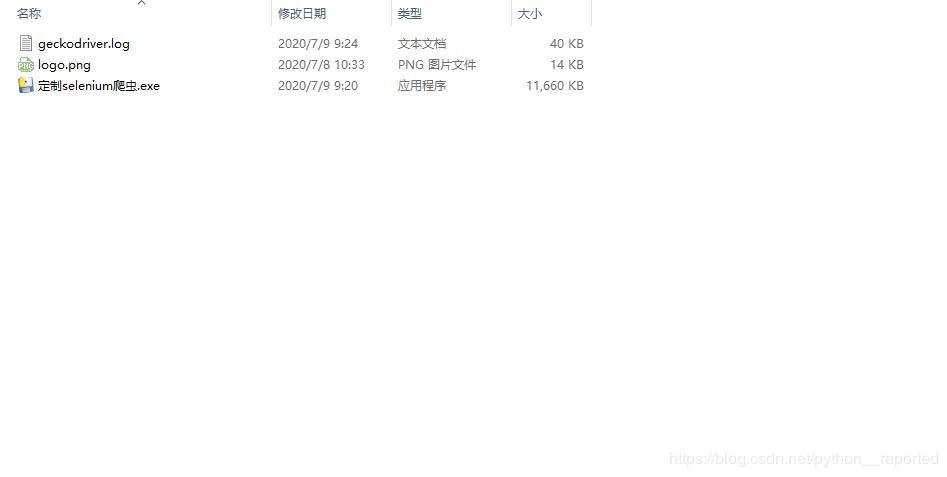 名称 修改日期 类型 大小
geckodriver.log 2020/7/9 9:24 文本文档 40 KB
logo.png 2020/7/8 10:33 PNG 图片文件 14 KB
定制selenium爬虫.exe 2020/7/9 9:20 应用程序 11,660 KB
https://blog.csdn.net/python__reported